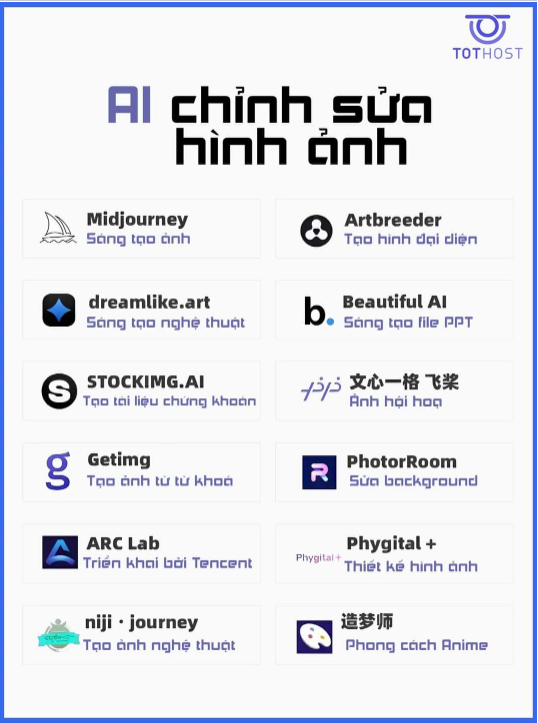 TOTHOST
AI chỉnh sửa
hình ảnh
Midjourney
Sáng tạo ảnh
Artbreeder
Tạo hình đại diện
dreamlike.art
Sáng tạo nghệ thuật
b.
Beautiful AI
Sáng tạo file PPT
S
STOCKIMG.AI
Tạo tài liệu chứng khoán
文心一格 飞桨
Ảnh hội hoạ
g
Getimg
Tạo ảnh từ từ khoá
R
PhotorRoom
Sửa background
ARC Lab
Triển khai bởi Tencent
Phygital+
Phygital +
Thiết kế hình ảnh
niji · journey
Tạo ảnh nghệ thuật
造梦师
Phong cách Anime